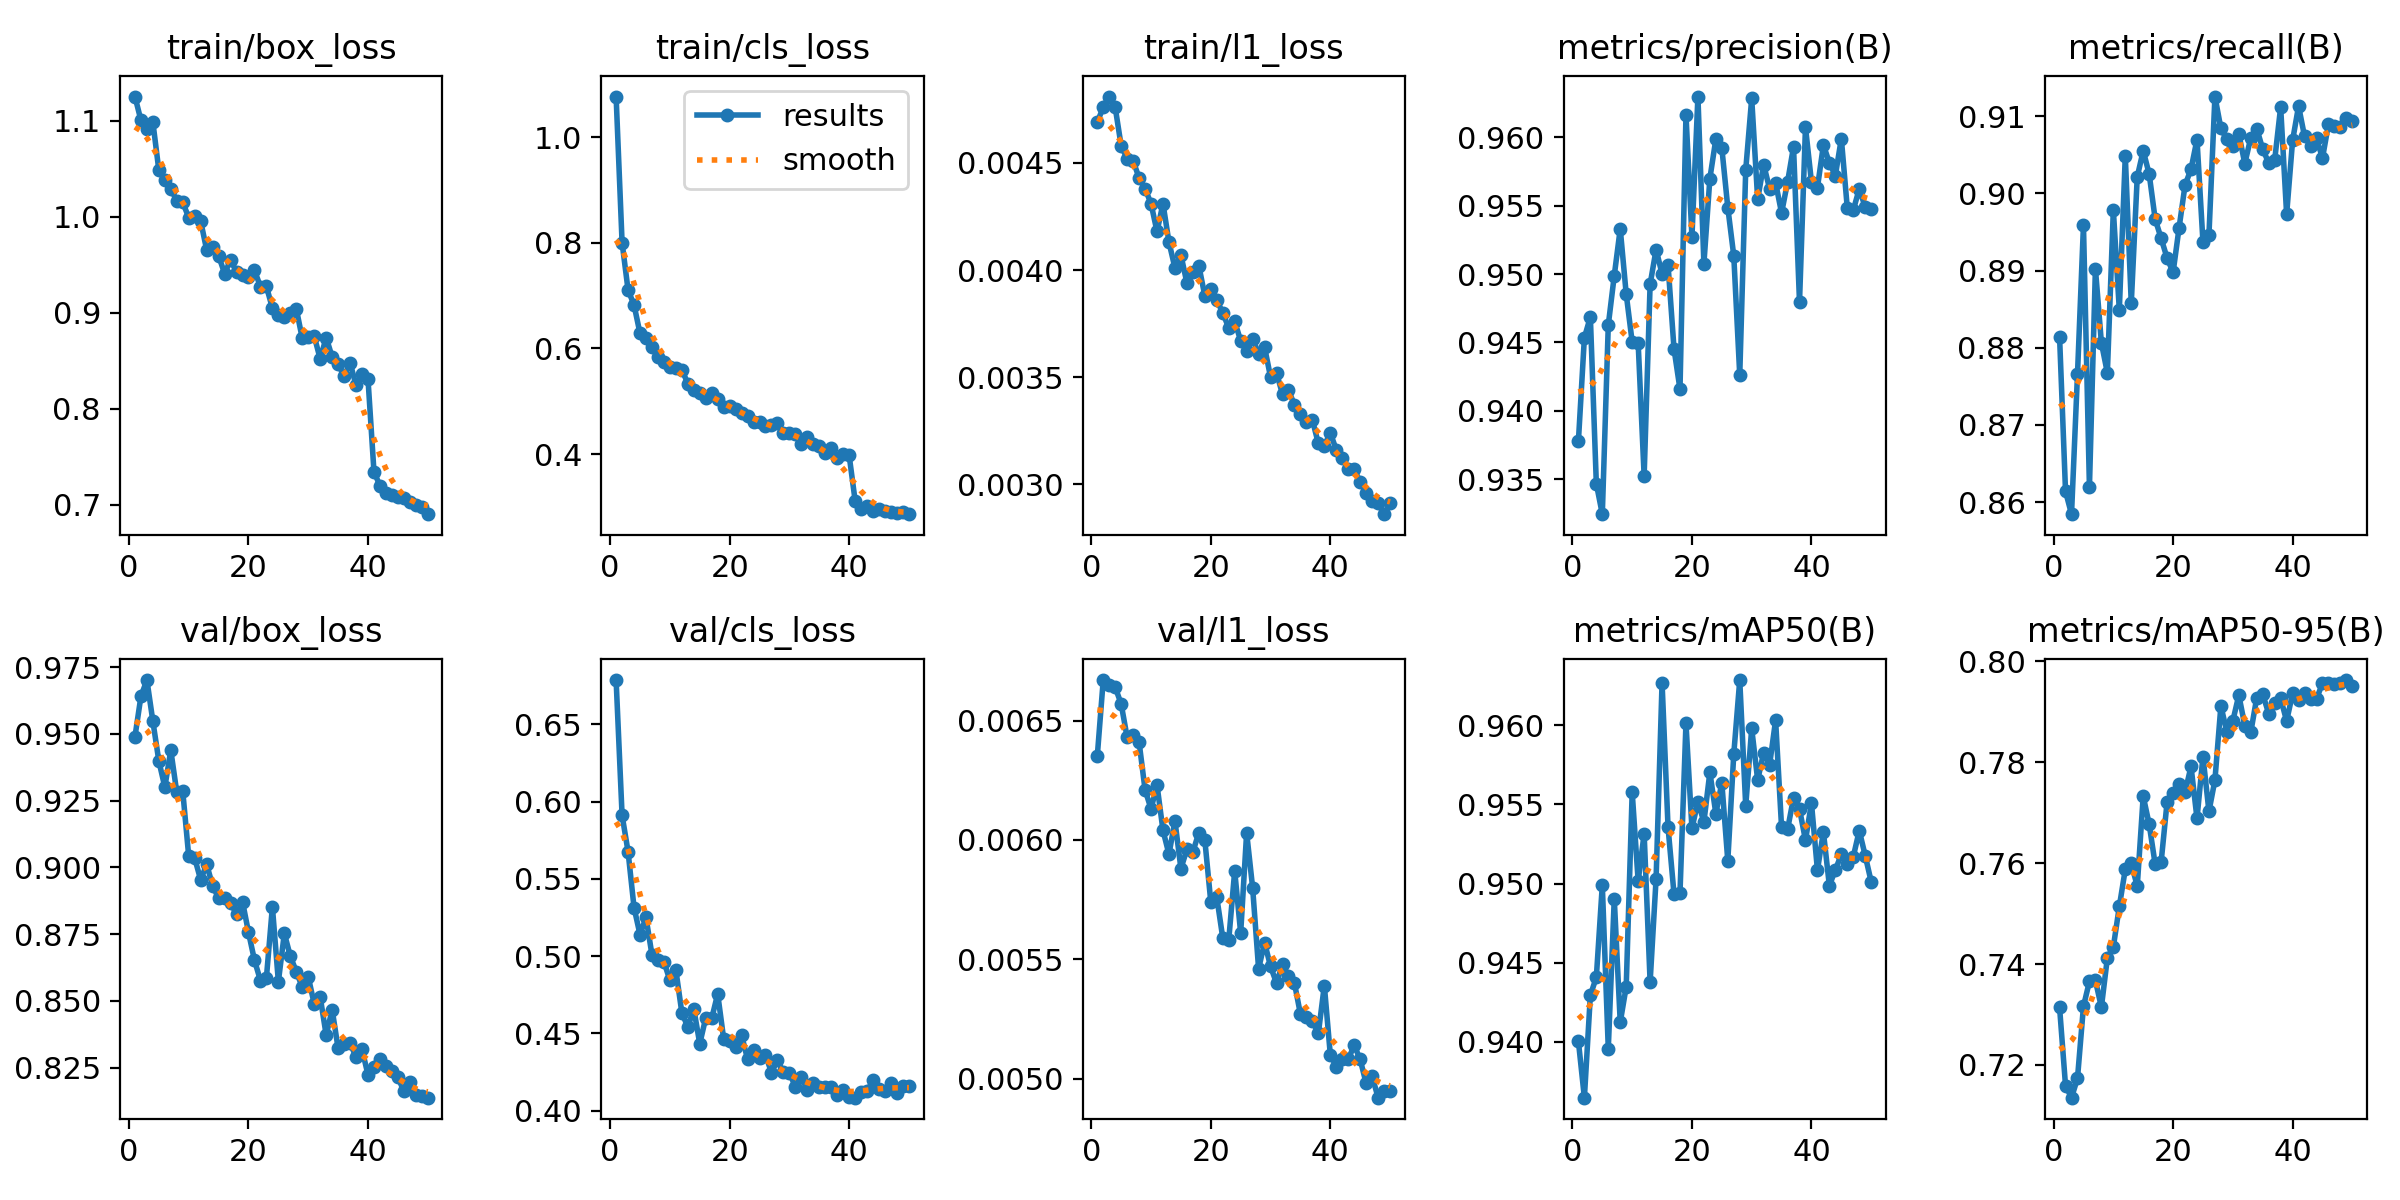 train/box_loss
train/cls_loss
train/l1_loss
metrics/precision(B)
metrics/recall(B)
1.1
1.0
0.9
0.8
0.7
0 20 40
1.0
0.8
0.6
0.4
0 20 40
results
smooth
0.0045
0.0040
0.0035
0.0030
0 20 40
0.960
0.955
0.950
0.945
0.940
0.935
0 20 40
0.91
0.90
0.89
0.88
0.87
0.86
0 20 40
val/box_loss
val/cls_loss
val/l1_loss
metrics/mAP50(B)
metrics/mAP50-95(B)
0.975
0.950
0.925
0.900
0.875
0.850
0.825
0 20 40
0.65
0.60
0.55
0.50
0.45
0.40
0 20 40
0.0065
0.0060
0.0055
0.0050
0 20 40
0.960
0.955
0.950
0.945
0.940
0 20 40
0.80
0.78
0.76
0.74
0.72
0 20 40